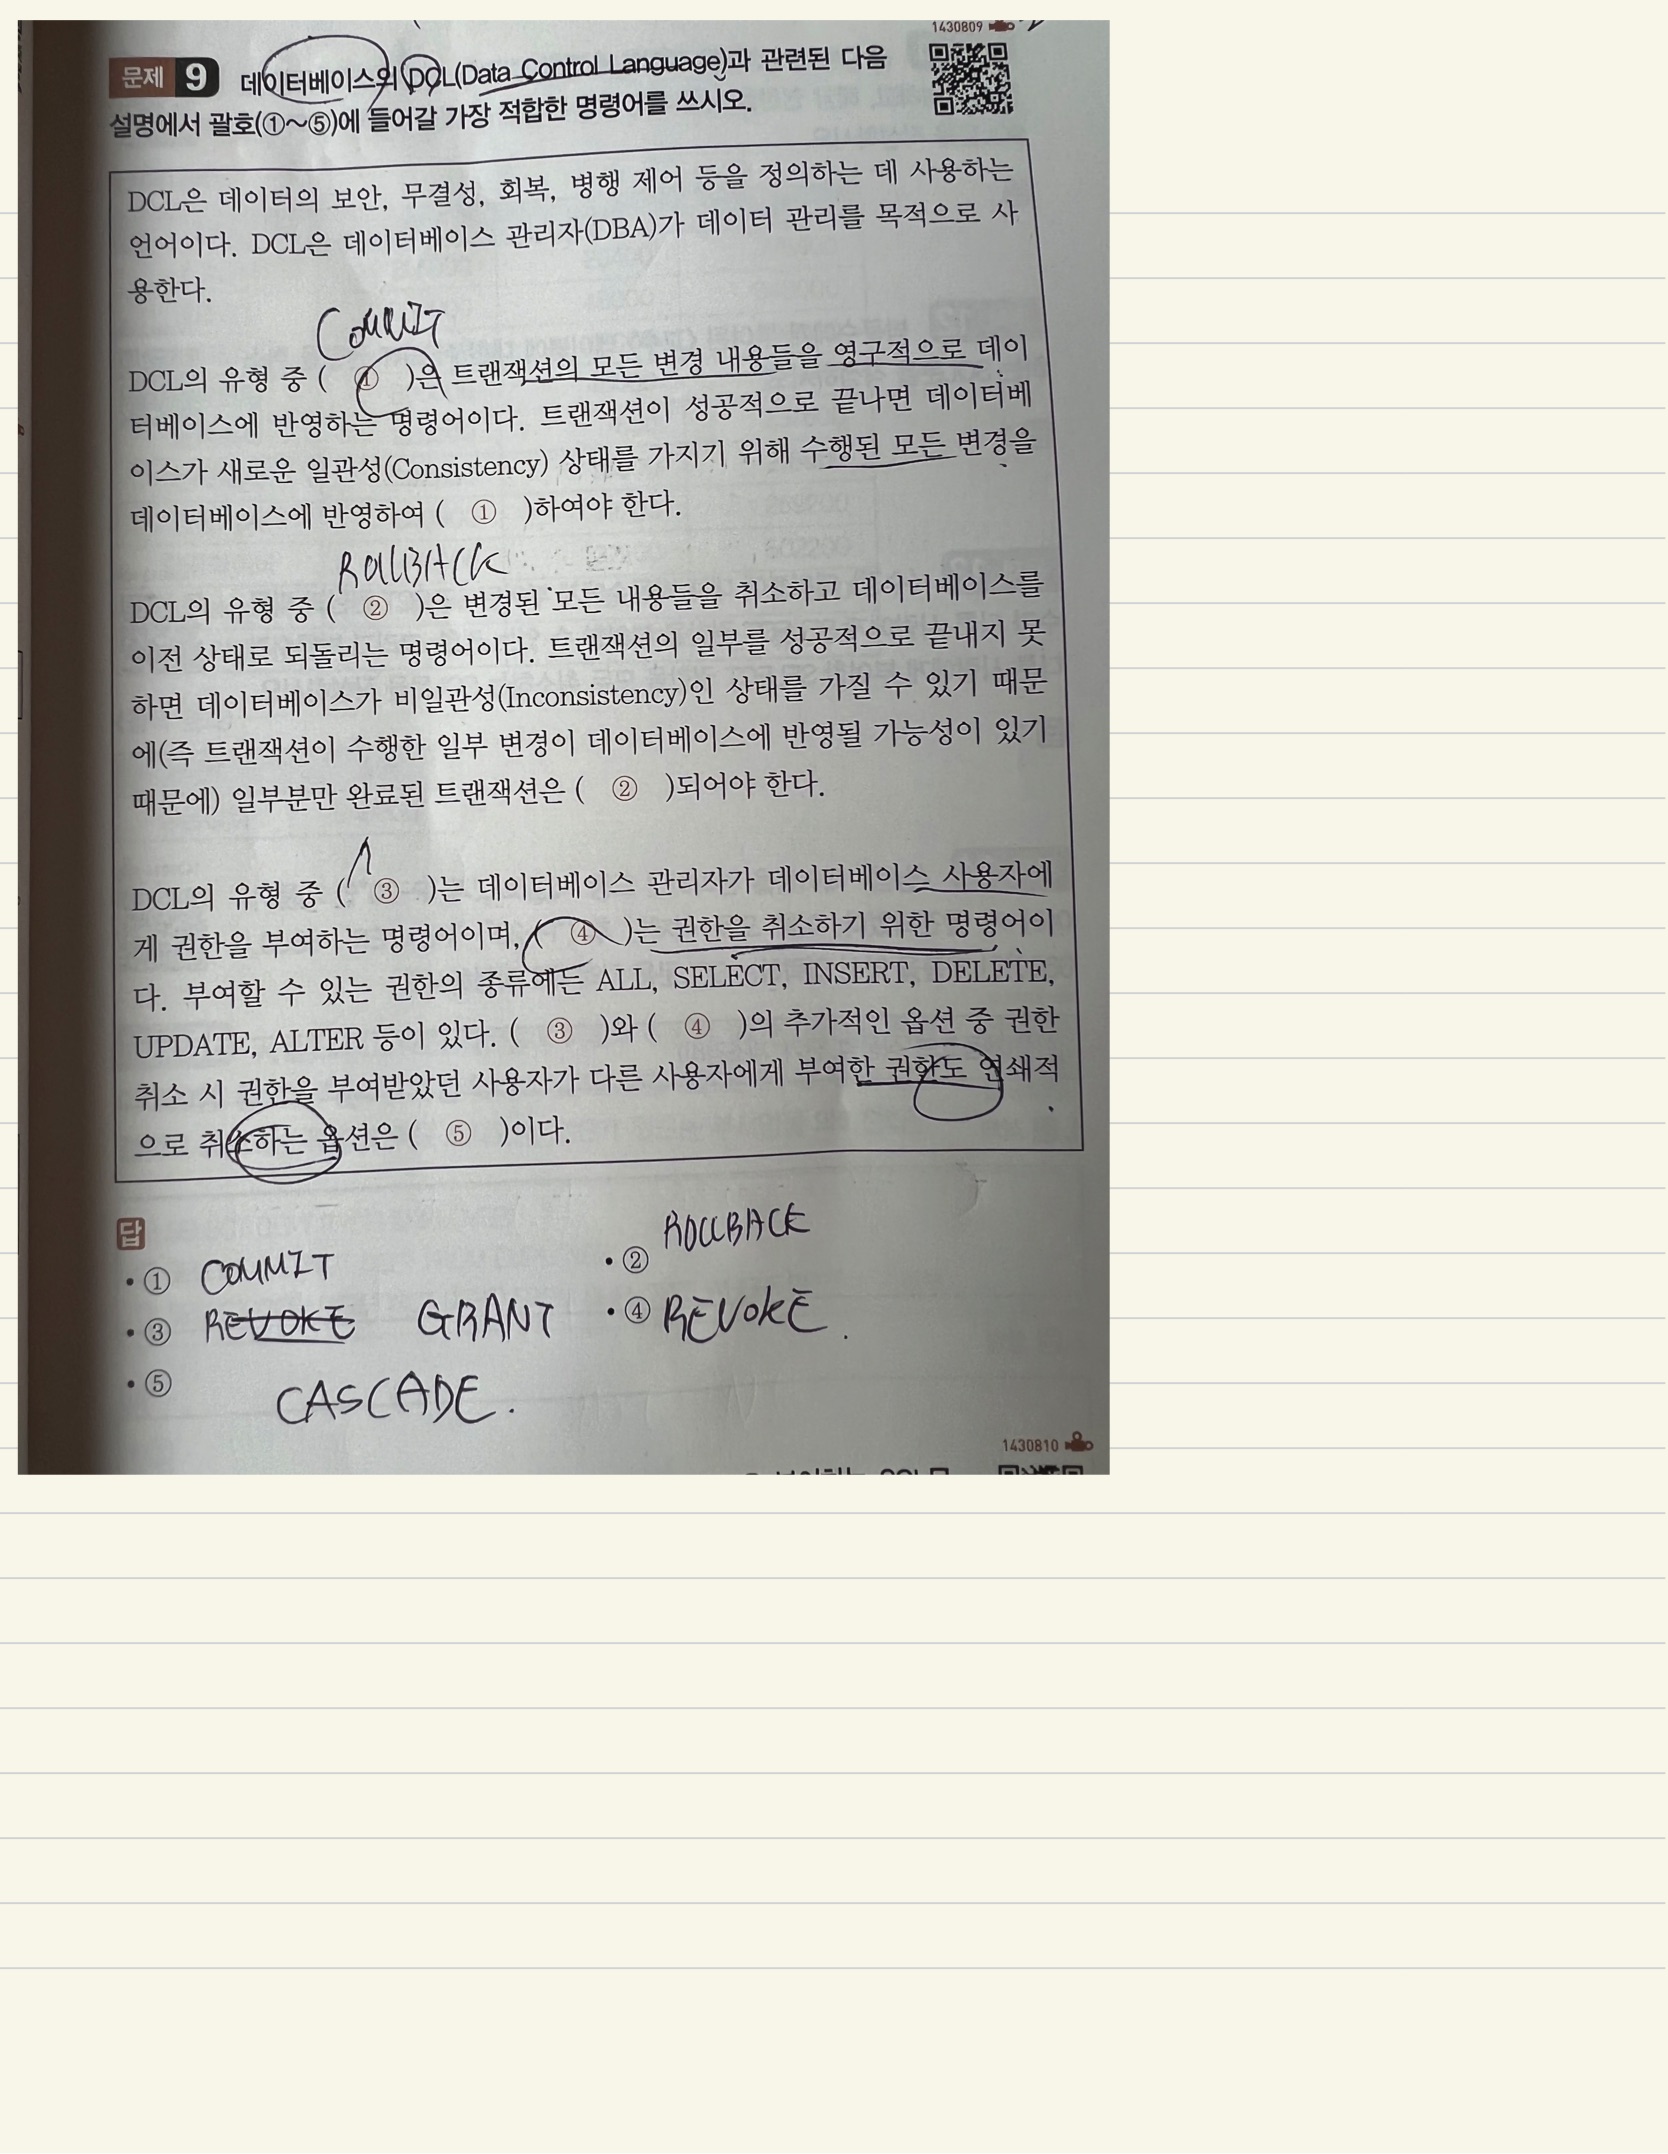 1430809
문제 9 데이터베이스의 DCL(Data Control Language)과 관련된 다음
설명에서 괄호(①~⑤)에 들어갈 가장 적합한 명령어를 쓰시오.
DCL은 데이터의 보안, 무결성, 회복, 병행 제어 등을 정의하는 데 사용하는
언어이다. DCL은 데이터베이스 관리자(DBA)가 데이터 관리를 목적으로 사
용한다.
COMMIT
DCL의 유형 중 ( ① )은 트랜잭션의 모든 변경 내용들을 영구적으로 데이
터베이스에 반영하는 명령어이다. 트랜잭션이 성공적으로 끝나면 데이터베
이스가 새로운 일관성(Consistency) 상태를 가지기 위해 수행된 모든 변경을
데이터베이스에 반영하여 ( ① )하여야 한다.
ROllBACK
DCL의 유형 중 ( ② )은 변경된 모든 내용들을 취소하고 데이터베이스를
이전 상태로 되돌리는 명령어이다. 트랜잭션의 일부를 성공적으로 끝내지 못
하면 데이터베이스가 비일관성(Inconsistency)인 상태를 가질 수 있기 때문
에(즉 트랜잭션이 수행한 일부 변경이 데이터베이스에 반영될 가능성이 있기
때문에) 일부분만 완료된 트랜잭션은 ( ② )되어야 한다.
DCL의 유형 중 ( ③ )는 데이터베이스 관리자가 데이터베이스 사용자에
게 권한을 부여하는 명령어이며, ( ④ )는 권한을 취소하기 위한 명령어이
다. 부여할 수 있는 권한의 종류에는 ALL, SELECT, INSERT, DELETE,
UPDATE, ALTER 등이 있다. ( ③ )와 ( ④ )의 추가적인 옵션 중 권한
취소 시 권한을 부여받았던 사용자가 다른 사용자에게 부여한 권한도 연쇄적
으로 취소하는 옵션은 ( ⑤ )이다.
답
• ① COMMIT • ② ROLLBACK
• ③ REVOKE GRANT • ④ REVOKE.
• ⑤ CASCADE.
1430810